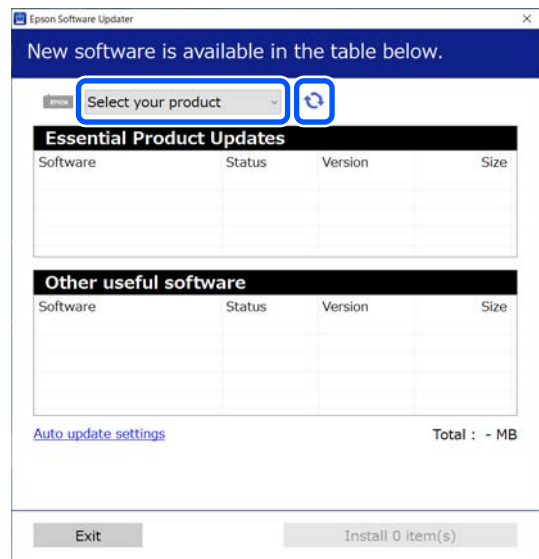 Epson Software Updater
New software is available in the table below.
EPSON Select your product
Essential Product Updates
Software Status Version Size
Other useful software
Software Status Version Size
Auto update settings Total : - MB
Exit Install 0 item(s)